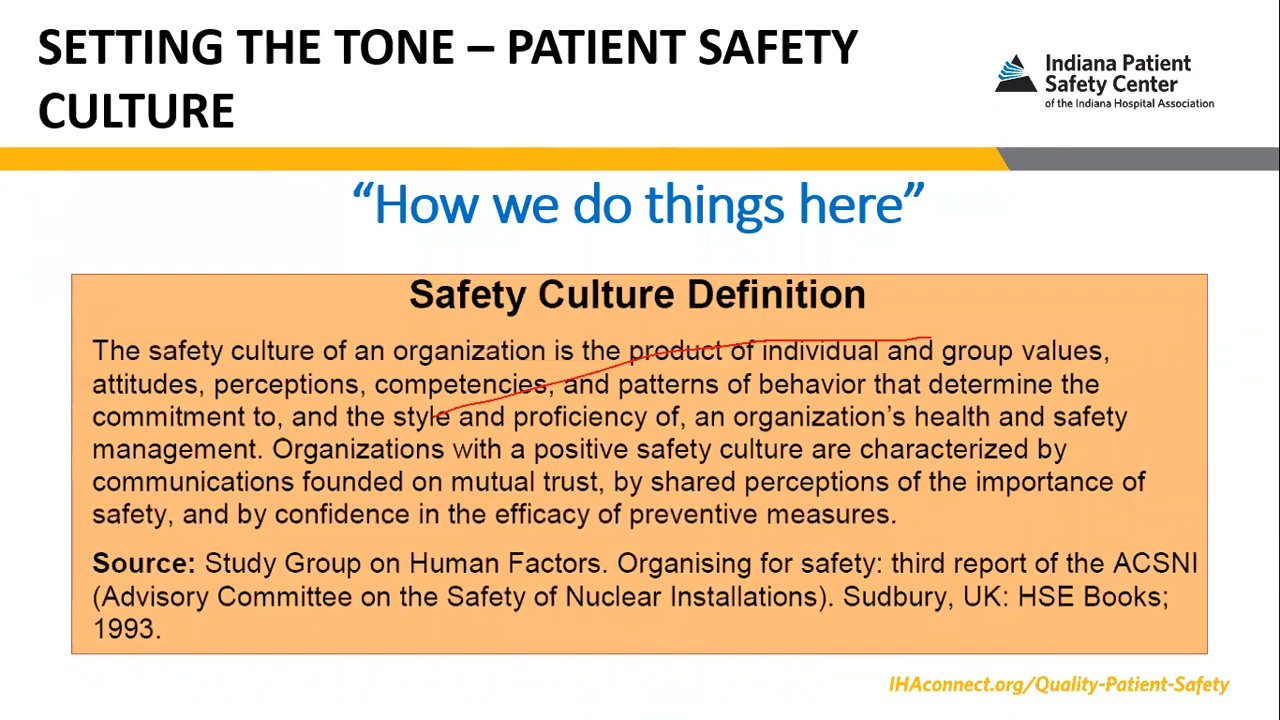 SETTING THE TONE – PATIENT SAFETY
CULTURE
Indiana Patient
Safety Center
of the Indiana Hospital Association
“How we do things here”
Safety Culture Definition
The safety culture of an organization is the product of individual and group values,
attitudes, perceptions, competencies, and patterns of behavior that determine the
commitment to, and the style and proficiency of, an organization’s health and safety
management. Organizations with a positive safety culture are characterized by
communications founded on mutual trust, by shared perceptions of the importance of
safety, and by confidence in the efficacy of preventive measures.
Source: Study Group on Human Factors. Organising for safety: third report of the ACSNI
(Advisory Committee on the Safety of Nuclear Installations). Sudbury, UK: HSE Books;
1993.
IHAconnect.org/Quality-Patient-Safety